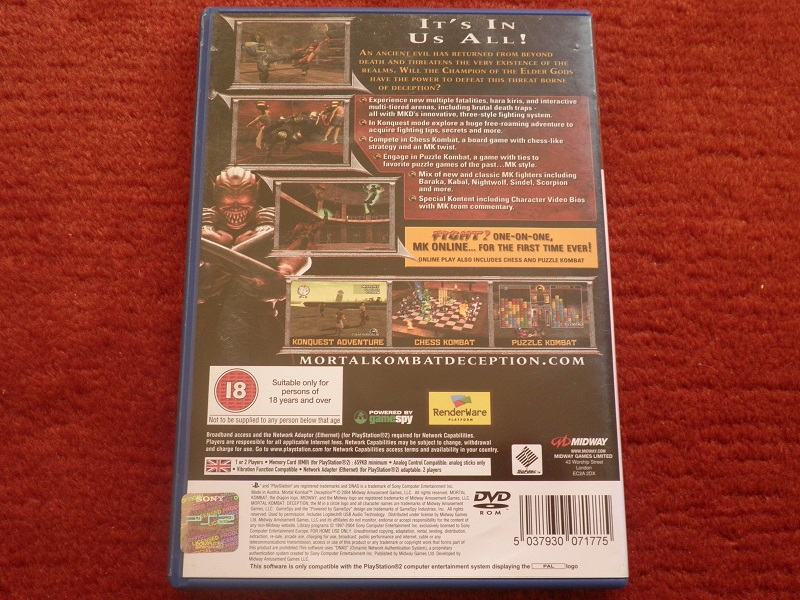 It's In
Us All!
An ancient evil has returned from beyond
death and threatens the very existence of the
realms. Will the Champion of the Elder Gods
have the power to defeat this threat borne
of deception?
Experience new multiple fatalities, hara kiris, and interactive
multi-tiered arenas, including brutal death traps -
all with MKD's innovative, three-style fighting system.
In Konquest mode explore a huge free-roaming adventure to
acquire fighting tips, secrets and more.
Compete in Chess Kombat, a board game with chess-like
strategy and an MK twist.
Engage in Puzzle Kombat, a game with ties to
favorite puzzle games of the past...MK style.
Mix of new and classic MK fighters including
Baraka, Kabal, Nightwolf, Sindel, Scorpion
and more.
Special Kontent including Character Video Bios
with MK team commentary.
FIGHT? ONE-ON-ONE,
MK ONLINE... FOR THE FIRST TIME EVER!
ONLINE PLAY ALSO INCLUDES CHESS AND PUZZLE KOMBAT
KONQUEST ADVENTURE
CHESS KOMBAT
PUZZLE KOMBAT
MORTALKOMBATDECEPTION.COM
18
Suitable only for
persons of
18 years and over
Not to be supplied to any person below that age
POWERED BY
gamespy
RenderWare
PLATFORM
Broadband access and the Network Adaptor (Ethernet) (for PlayStation®2) required for Network Capabilities.
Players are responsible for all applicable Internet fees. Network Capabilities may be subject to change, withdrawal
and charge for use. Go to www.playstation.com for Network Capabilities access terms and availability in your country.
1 or 2 Players • Memory Card (8MB) (for PlayStation®2): 659KB minimum • Analog Control Compatible: analog sticks only
• Vibration Function Compatible • Network Adaptor (Ethernet) (for PlayStation®2) adaptable: 2 players
MIDWAY
WWW.MIDWAY.COM
MIDWAY GAMES LIMITED
43 Worship Street
London
EC2A 2DX
SONY
PS2
DVD
ROM
5 037930 071775
This software is only compatible with the PlayStation®2 computer entertainment system displaying the PAL logo